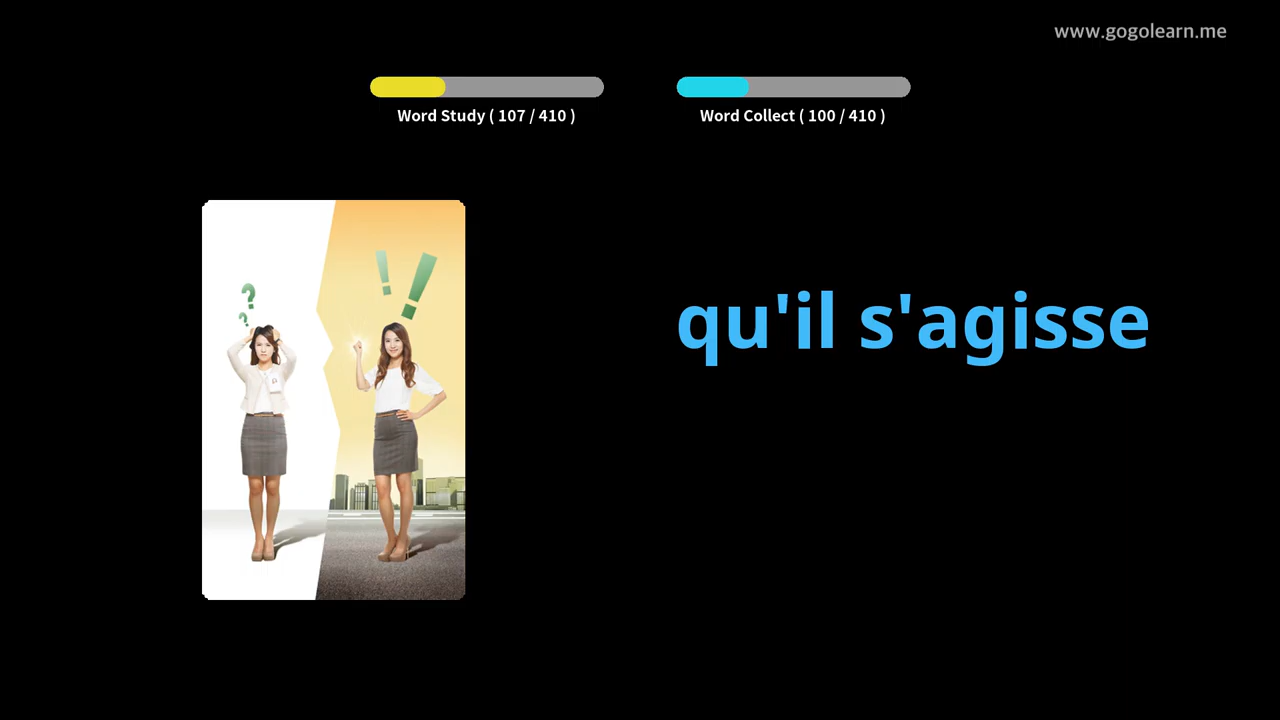 www.gogolearn.me
Word Study ( 107 / 410 )
Word Collect ( 100 / 410 )
? ?
! !
qu'il s'agisse